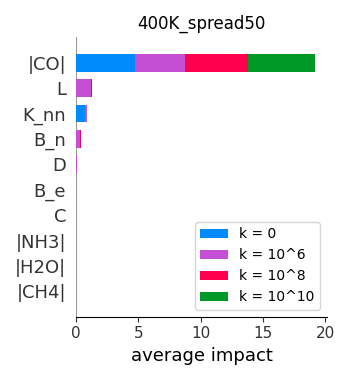 400K_spread50
|CO|
L
K_nn
B_n
D
B_e
C
|NH3|
|H2O|
|CH4|
k = 0
k = 10^6
k = 10^8
k = 10^10
0 5 10 15 20
average impact